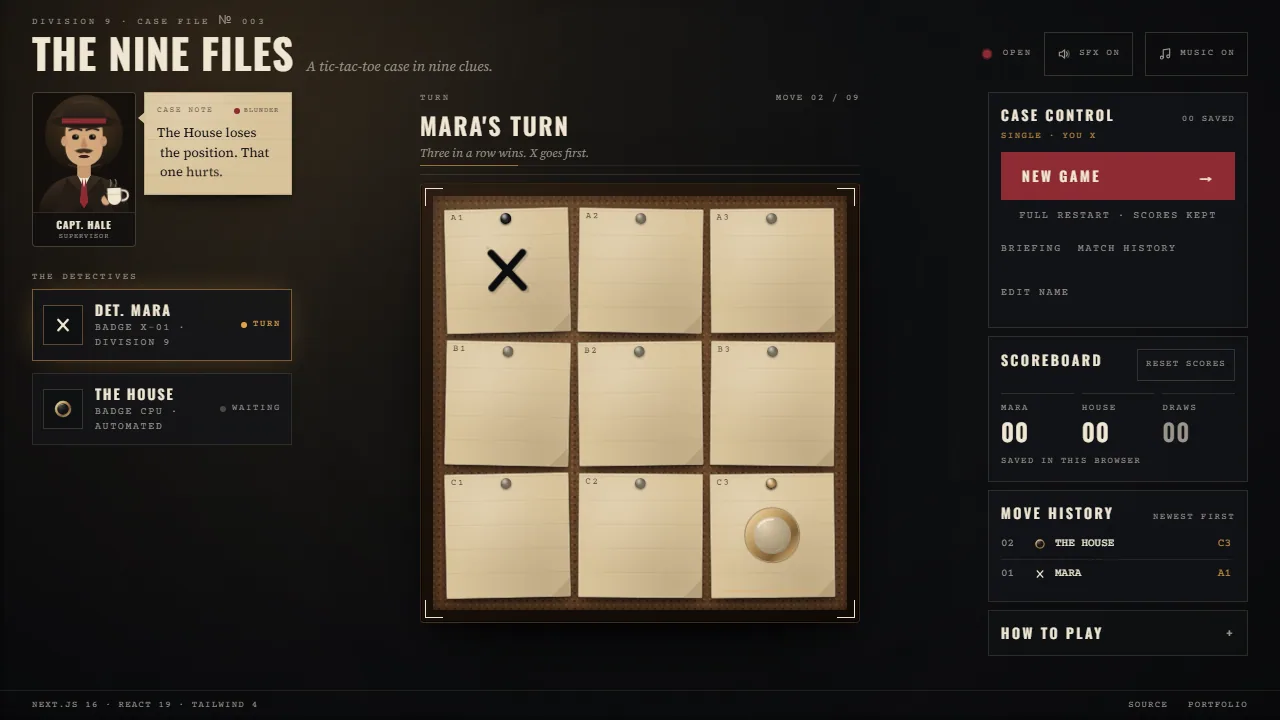 DIVISION 9 · CASE FILE № 003
THE NINE FILES
A tic-tac-toe case in nine clues.
OPEN
SFX ON
MUSIC ON
CASE NOTE
BLUNDER
The House loses
the position. That
one hurts.
CAPT. HALE
SUPERVISOR
THE DETECTIVES
DET. MARA
BADGE X-01 ·
DIVISION 9
TURN
THE HOUSE
BADGE CPU ·
AUTOMATED
WAITING
TURN
MOVE 02 / 09
MARA'S TURN
Three in a row wins. X goes first.
A1
A2
A3
B1
B2
B3
C1
C2
C3
CASE CONTROL
00 SAVED
SINGLE · YOU X
NEW GAME →
FULL RESTART · SCORES KEPT
BRIEFING
MATCH HISTORY
EDIT NAME
SCOREBOARD
RESET SCORES
MARA
HOUSE
DRAWS
00
00
00
SAVED IN THIS BROWSER
MOVE HISTORY
NEWEST FIRST
02 THE HOUSE C3
01 MARA A1
HOW TO PLAY +
NEXT.JS 16 · REACT 19 · TAILWIND 4
SOURCE
PORTFOLIO